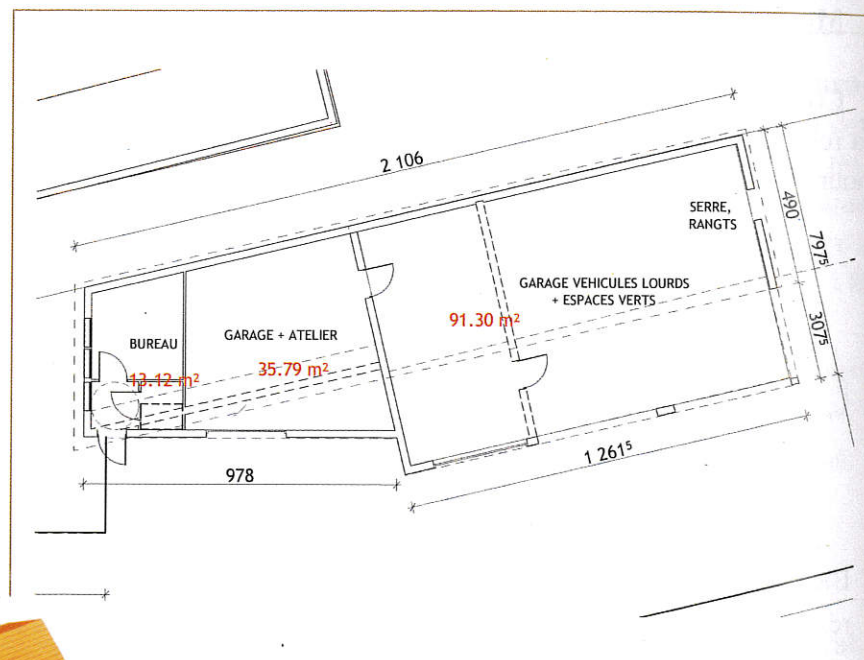 2 106
SERRE,
RANGTS
490
797⁵
307⁵
GARAGE VEHICULES LOURDS
+ ESPACES VERTS
91.30 m²
BUREAU
GARAGE + ATELIER
13.12 m²
35.79 m²
978
1 261⁵